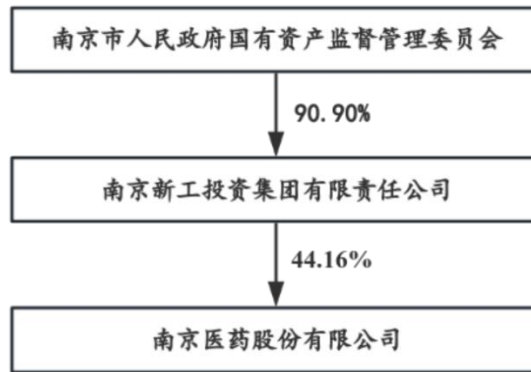 南京市人民政府国有资产监督管理委员会
90.90%
南京新工投资集团有限责任公司
44.16%
南京医药股份有限公司